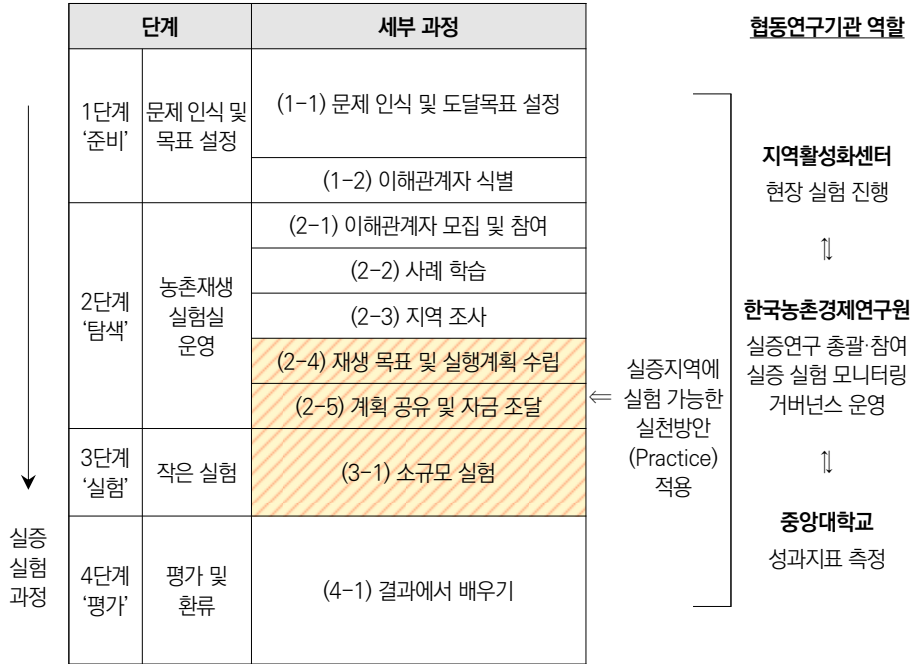 단계
세부 과정
협동연구기관 역할
1단계
‘준비’
문제 인식 및
목표 설정
(1-1) 문제 인식 및 도달목표 설정
(1-2) 이해관계자 식별
2단계
‘탐색’
농촌재생
실험실
운영
(2-1) 이해관계자 모집 및 참여
(2-2) 사례 학습
(2-3) 지역 조사
(2-4) 재생 목표 및 실행계획 수립
(2-5) 계획 공유 및 자금 조달
3단계
‘실험’
작은 실험
(3-1) 소규모 실험
4단계
‘평가’
평가 및
환류
(4-1) 결과에서 배우기
실증
실험
과정
⇐
실증지역에
실험 가능한
실천방안
(Practice)
적용
지역활성화센터
현장 실험 진행
⇅
한국농촌경제연구원
실증연구 총괄·참여
실증 실험 모니터링
거버넌스 운영
⇅
중앙대학교
성과지표 측정